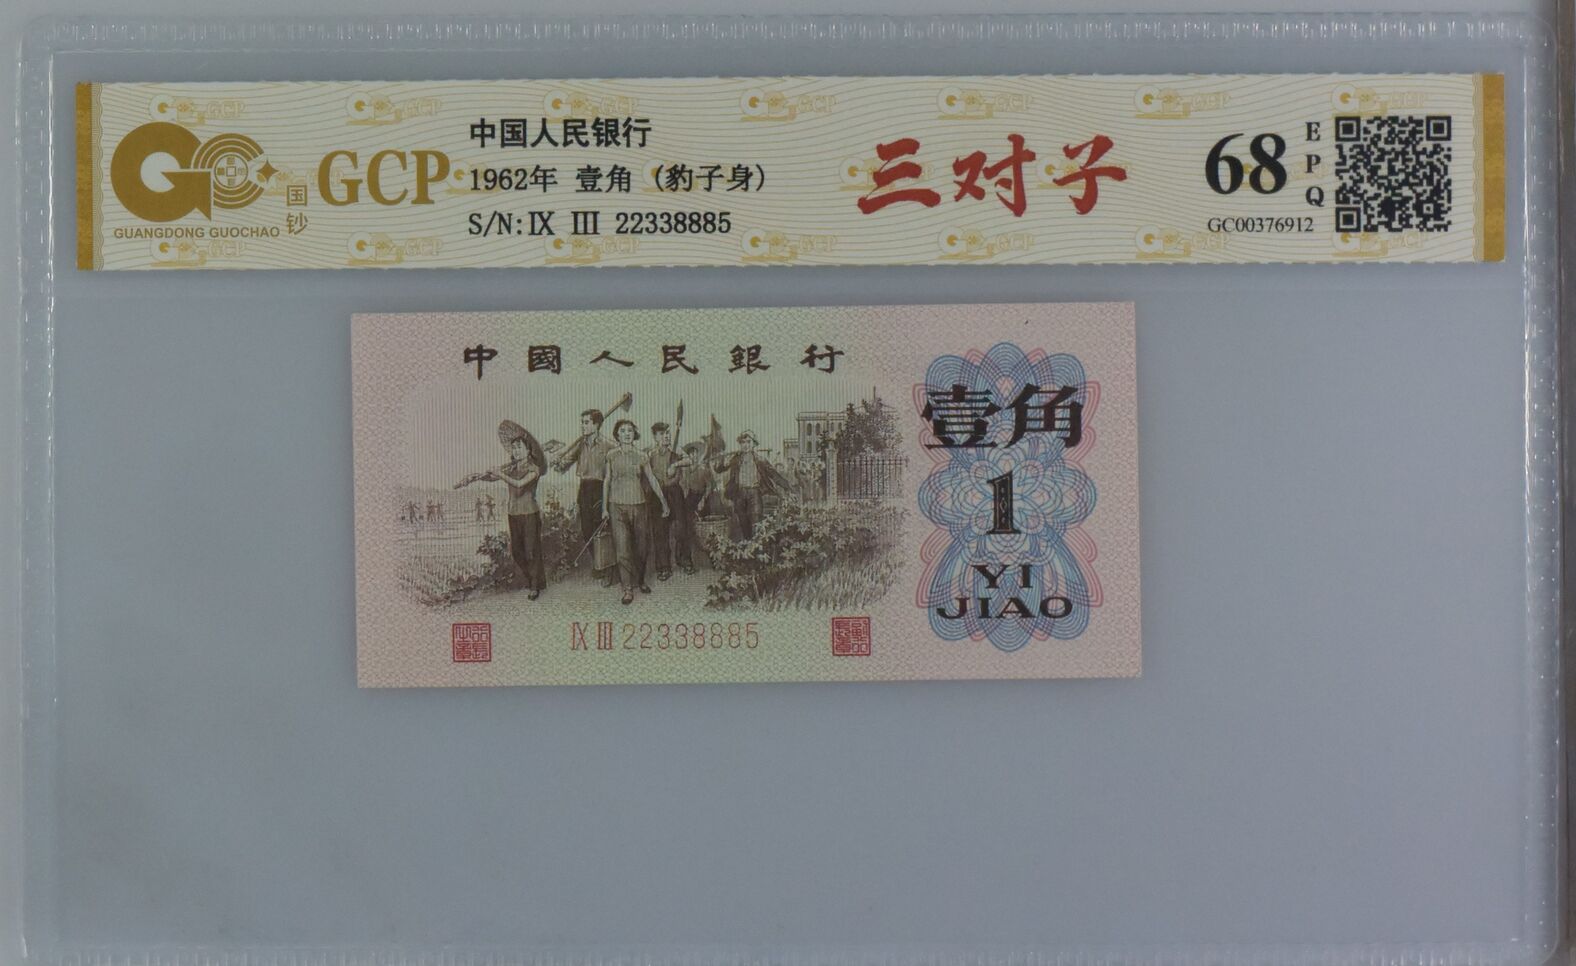 GUANGDONG GUOCHAO
国钞
GCP
中国人民银行
1962年 壹角 (豹子身)
S/N:Ⅸ Ⅲ 22338885
三对子
68
EPQ
GC00376912
中國人民銀行
壹角
1
YI
JIAO
Ⅸ Ⅲ 22338885